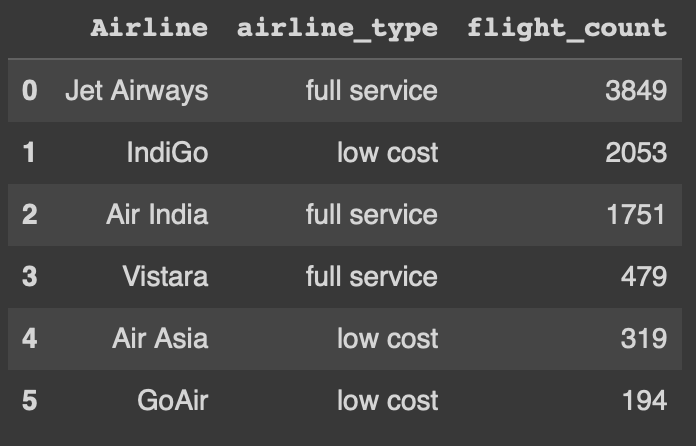 Airline airline_type flight_count
0 Jet Airways full service 3849
1 IndiGo low cost 2053
2 Air India full service 1751
3 Vistara full service 479
4 Air Asia low cost 319
5 GoAir low cost 194